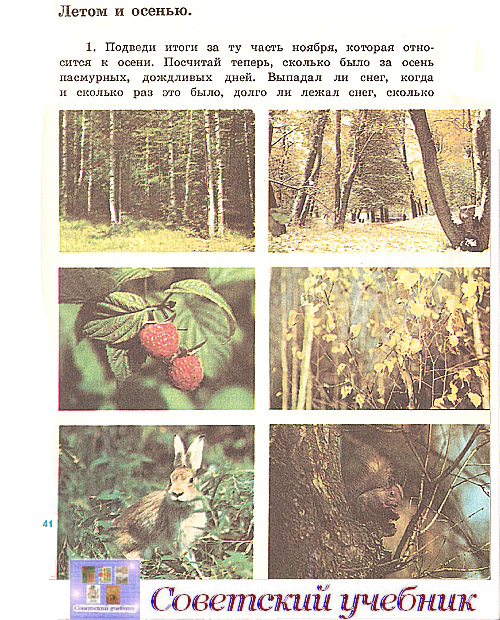 Летом и осенью.
1. Подведи итоги за ту часть ноября, которая отно-
сится к осени. Посчитай теперь, сколько было за осень
пасмурных, дождливых дней. Выпадал ли снег, когда
и сколько раз это было, долго ли лежал снег, сколько
41
Советский учебник
Советский учебник